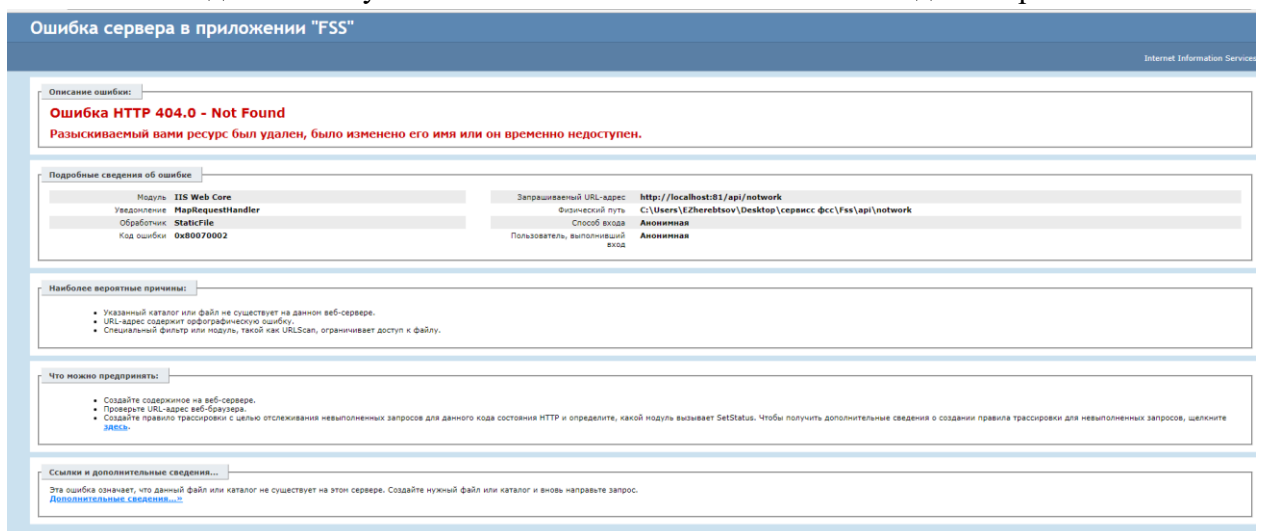 Ошибка сервера в приложении "FSS"
Internet Information Services
Описание ошибки:
Ошибка HTTP 404.0 - Not Found
Разыскиваемый вами ресурс был удален, было изменено его имя или он временно недоступен.
Подробные сведения об ошибке
Модуль IIS Web Core
Уведомление MapRequestHandler
Обработчик StaticFile
Код ошибки 0x80070002
Запрашиваемый URL-адрес http://localhost:81/api/notwork
Физический путь C:\Users\EZherebtsov\Desktop\сервисс фсс\Fss\api\notwork
Способ входа Анонимная
Пользователь, выполнивший Анонимная
вход
Наиболее вероятные причины:
Указанный каталог или файл не существует на данном веб-сервере.
URL-адрес содержит орфографическую ошибку.
Специальный фильтр или модуль, такой как URLScan, ограничивает доступ к файлу.
Что можно предпринять:
Создайте содержимое на веб-сервере.
Проверьте URL-адрес веб-браузера.
Создайте правило трассировки с целью отслеживания невыполненных запросов для данного кода состояния HTTP и определите, какой модуль вызывает SetStatus. Чтобы получить дополнительные сведения о создании правила трассировки для невыполненных запросов, щелкните
здесь.
Ссылки и дополнительные сведения...
Эта ошибка означает, что данный файл или каталог не существует на этом сервере. Создайте нужный файл или каталог и вновь направьте запрос.
Дополнительные сведения...»